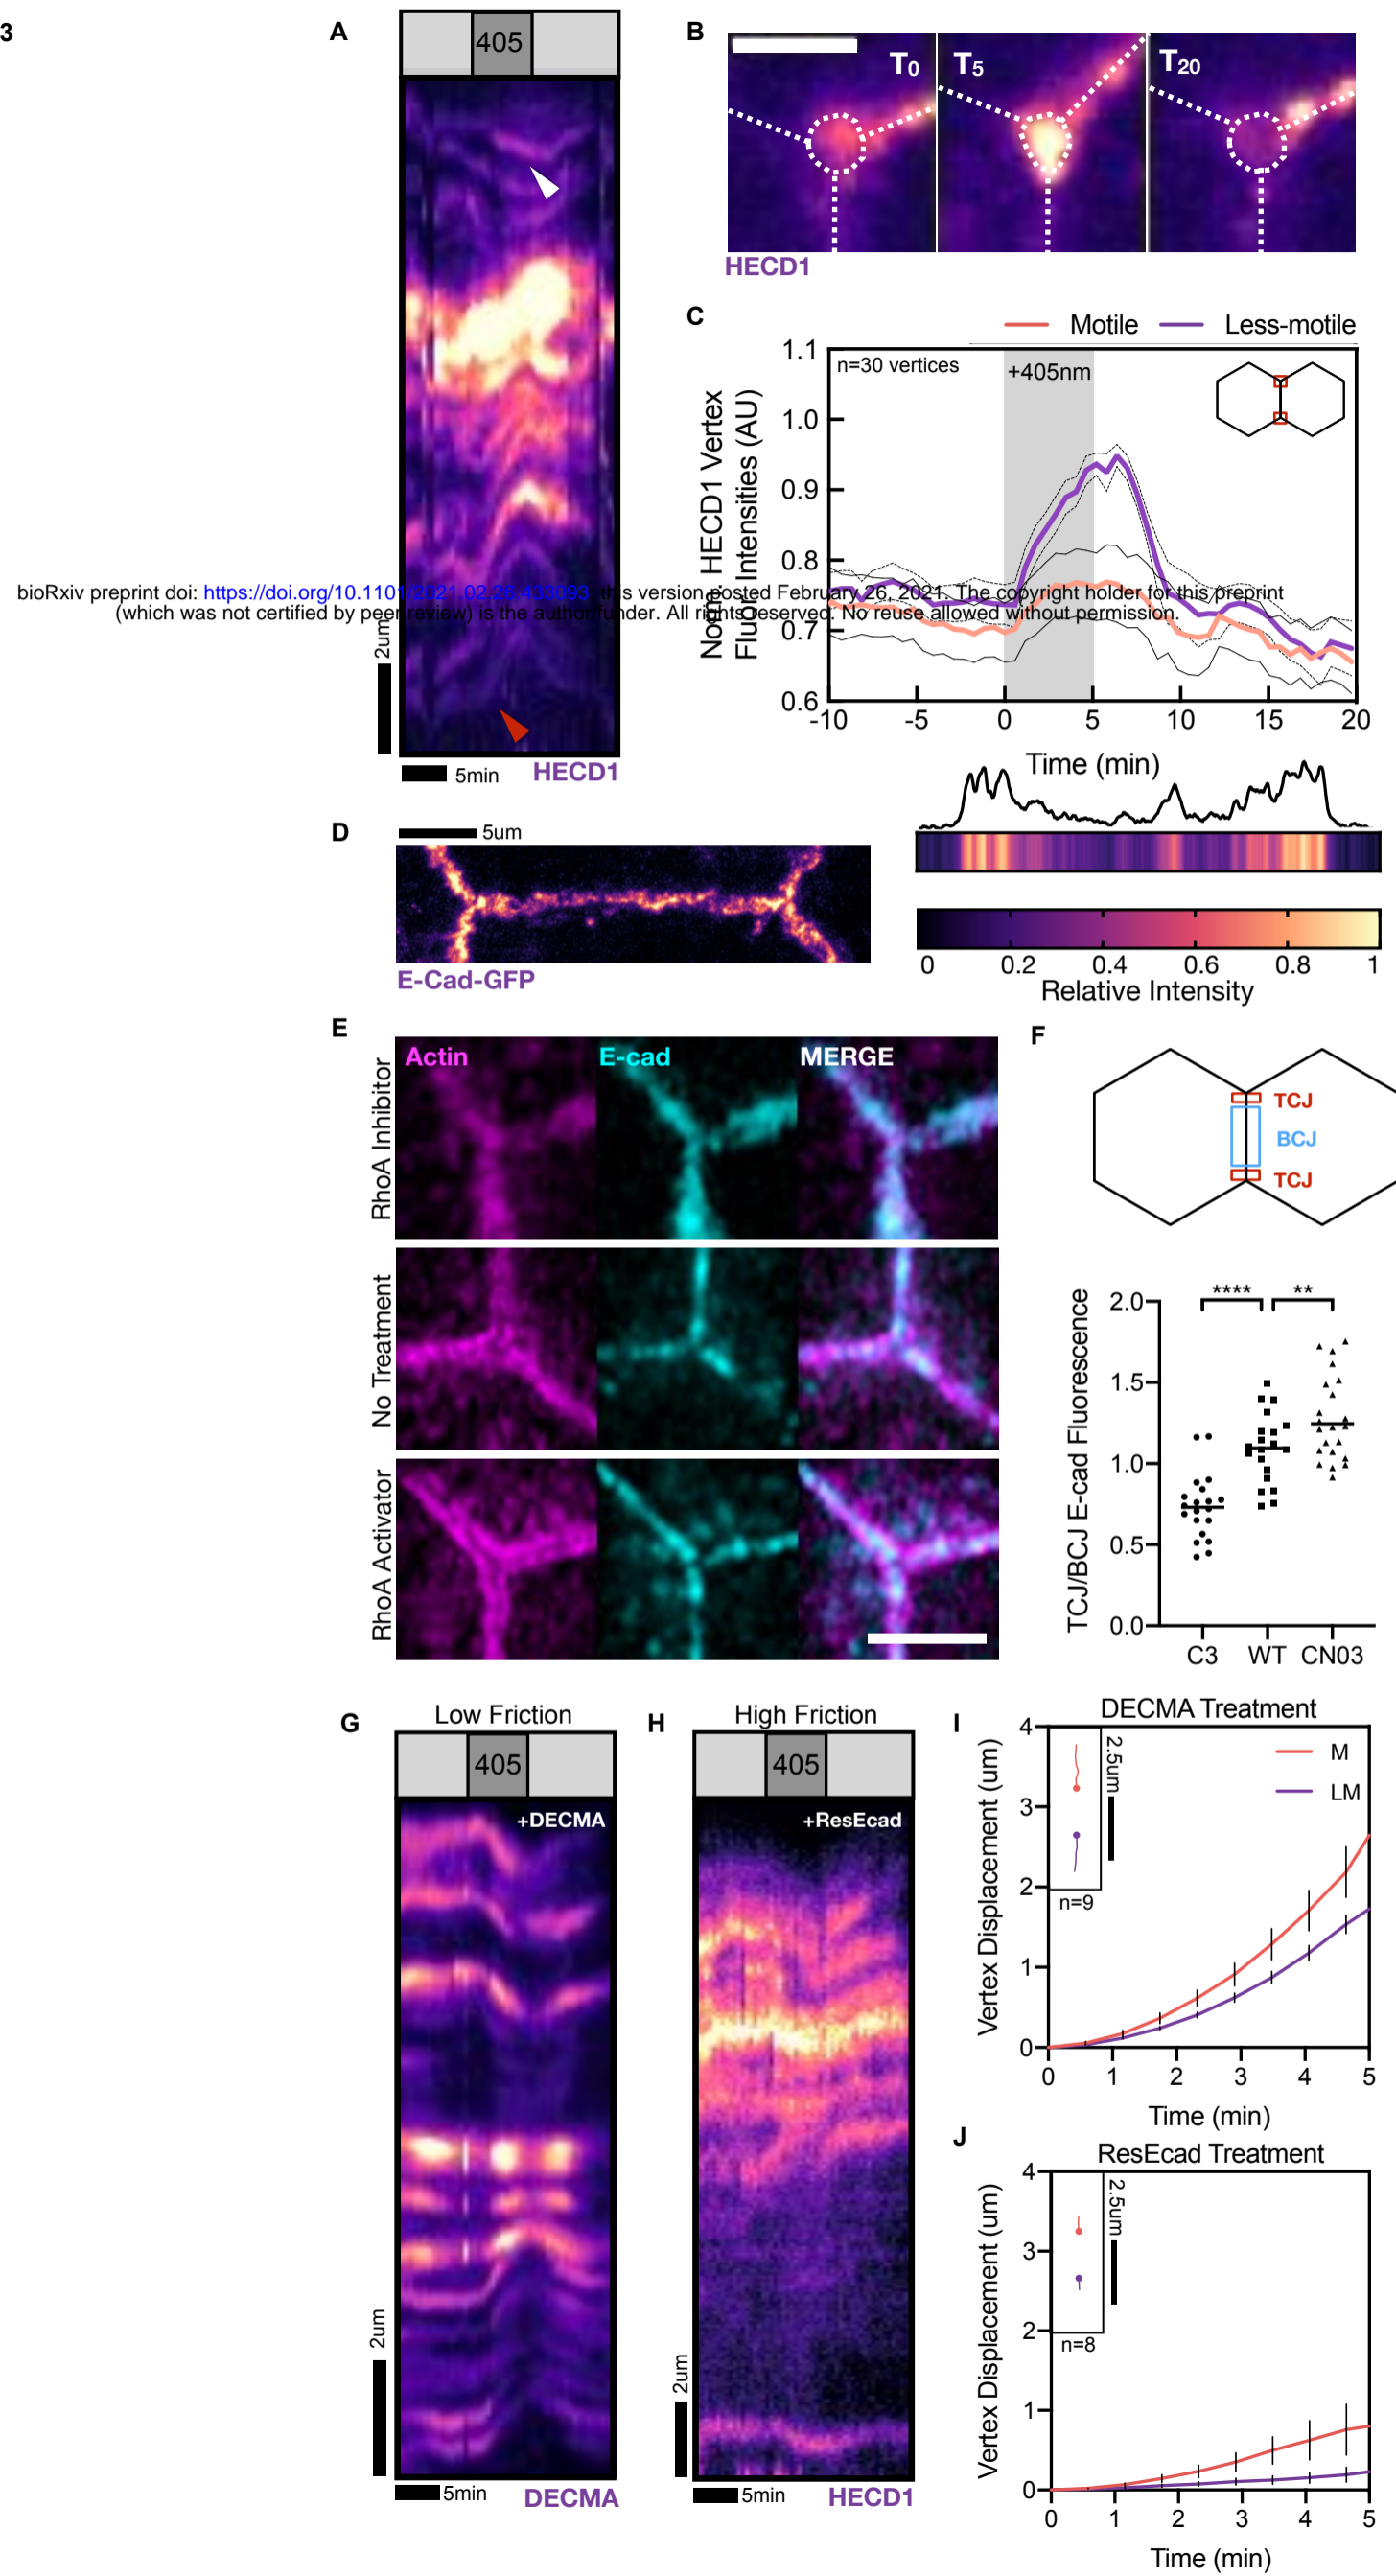 3
A
405
2um
5min
HECD1
B
T0
T5
T20
HECD1
C
Motile
Less-motile
n=30 vertices
+405nm
Norm. HECD1 Vertex
Fluor. Intensities (AU)
1.1
1.0
0.9
0.8
0.7
0.6
-10
-5
0
5
10
15
20
Time (min)
bioRxiv preprint doi: https://doi.org/10.1101/2021.02.26.433093; this version posted February 26, 2021. The copyright holder for this preprint
(which was not certified by peer review) is the author/funder. All rights reserved. No reuse allowed without permission.
D
5um
E-Cad-GFP
0
0.2
0.4
0.6
0.8
1
Relative Intensity
E
Actin
E-cad
MERGE
RhoA Inhibitor
No Treatment
RhoA Activator
F
TCJ
BCJ
TCJ
TCJ/BCJ E-cad Fluorescence
****
**
2.0
1.5
1.0
0.5
0.0
C3
WT
CN03
G
Low Friction
405
+DECMA
2um
5min
DECMA
H
High Friction
405
+ResEcad
2um
5min
HECD1
I
DECMA Treatment
Vertex Displacement (um)
4
3
2
1
0
2.5um
n=9
M
LM
0
1
2
3
4
5
Time (min)
J
ResEcad Treatment
Vertex Displacement (um)
4
3
2
1
0
2.5um
n=8
0
1
2
3
4
5
Time (min)